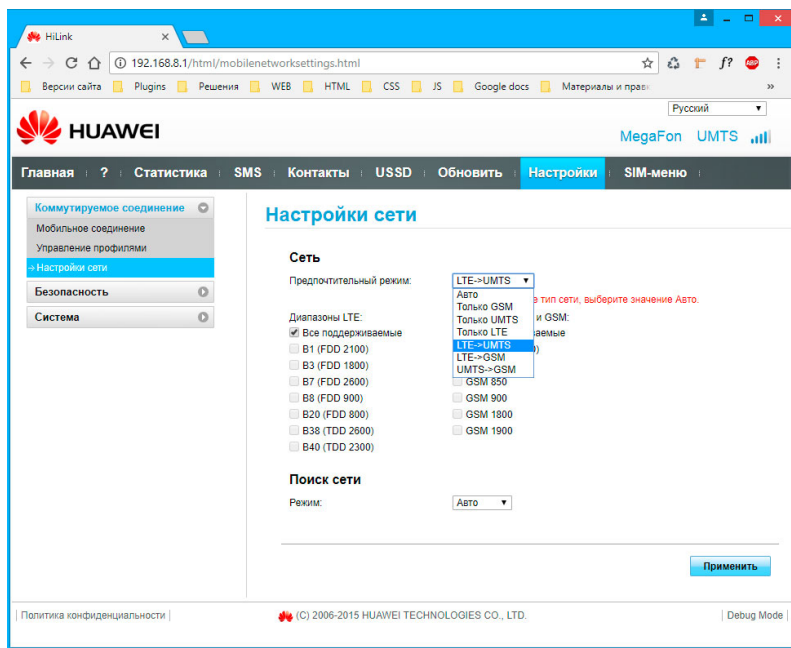 HiLink
192.168.8.1/html/mobilenetworksettings.html
f?
ABP
Версии сайта Plugins Решения WEB HTML CSS JS Google docs Материалы и прав
»
Русский
HUAWEI
MegaFon UMTS
Главная ? Статистика SMS Контакты USSD Обновить Настройки SIM-меню
Коммутируемое соединение
Мобильное соединение
Управление профилями
Настройки сети
Безопасность
Система
Настройки сети
Сеть
Предпочтительный режим: LTE->UMTS
Авто
Только GSM
Только UMTS
Только LTE
LTE->UMTS
LTE->GSM
UMTS->GSM
тип сети, выберите значение Авто.
Диапазоны LTE: и GSM:
Все поддерживаемые
B1 (FDD 2100)
B3 (FDD 1800)
B7 (FDD 2600) GSM 850
B8 (FDD 900) GSM 900
B20 (FDD 800) GSM 1800
B38 (TDD 2600) GSM 1900
B40 (TDD 2300)
Поиск сети
Режим: Авто
Применить
Политика конфиденциальности (C) 2006-2015 HUAWEI TECHNOLOGIES CO., LTD. Debug Mode